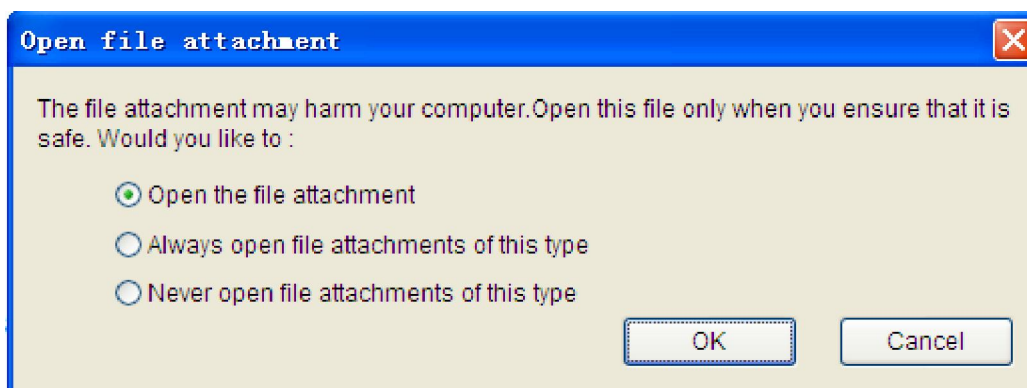 Open file attachment
The file attachment may harm your computer.Open this file only when you ensure that it is
safe. Would you like to :
Open the file attachment
Always open file attachments of this type
Never open file attachments of this type
OK Cancel